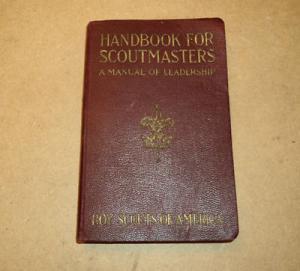 HANDBOOK FOR
SCOUTMASTERS
A MANUAL OF LEADERSHIP
BOY SCOUTS OF AMERICA